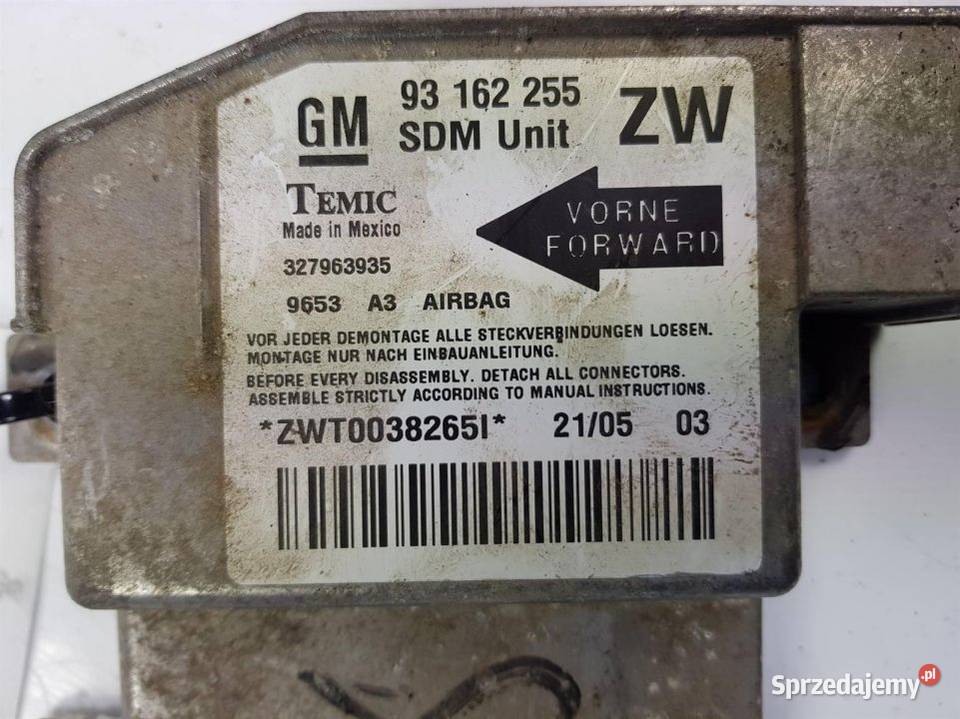 GM 93 162 255 ZW
SDM Unit
TEMIC
Made in Mexico
VORNE
FORWARD
327963935
9653 A3 AIRBAG
VOR JEDER DEMONTAGE ALLE STECKVERBINDUNGEN LOESEN.
MONTAGE NUR NACH EINBAUANLEITUNG.
BEFORE EVERY DISASSEMBLY. DETACH ALL CONNECTORS.
ASSEMBLE STRICTLY ACCORDING TO MANUAL INSTRUCTIONS.
*ZWT0038265I* 21/05 03
Sprzedajemy.pl